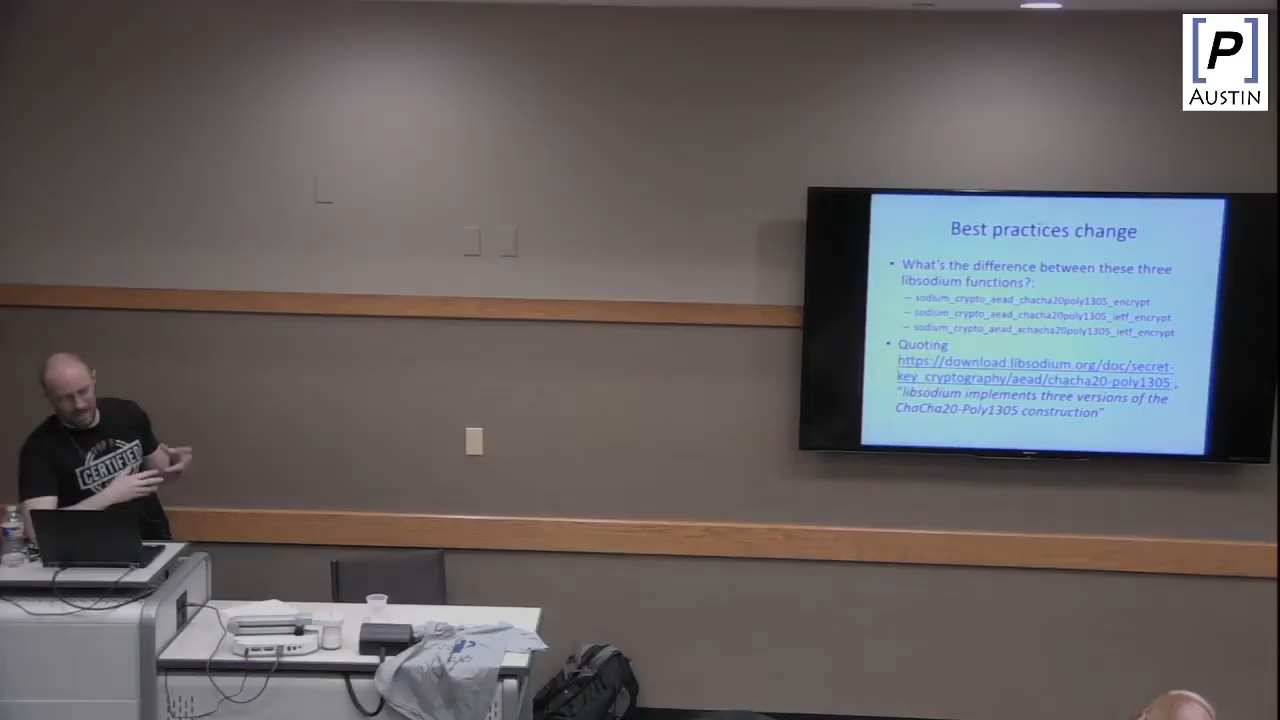 [P]
AUSTIN
Best practices change
• What's the difference between these three
libsodium functions?:
– sodium_crypto_aead_chacha20poly1305_encrypt
– sodium_crypto_aead_chacha20poly1305_ietf_encrypt
– sodium_crypto_aead_xchacha20poly1305_ietf_encrypt
• Quoting
https://download.libsodium.org/doc/secret-
key_cryptography/aead/chacha20-poly1305 ,
"libsodium implements three versions of the
ChaCha20-Poly1305 construction"
CERTIFIED